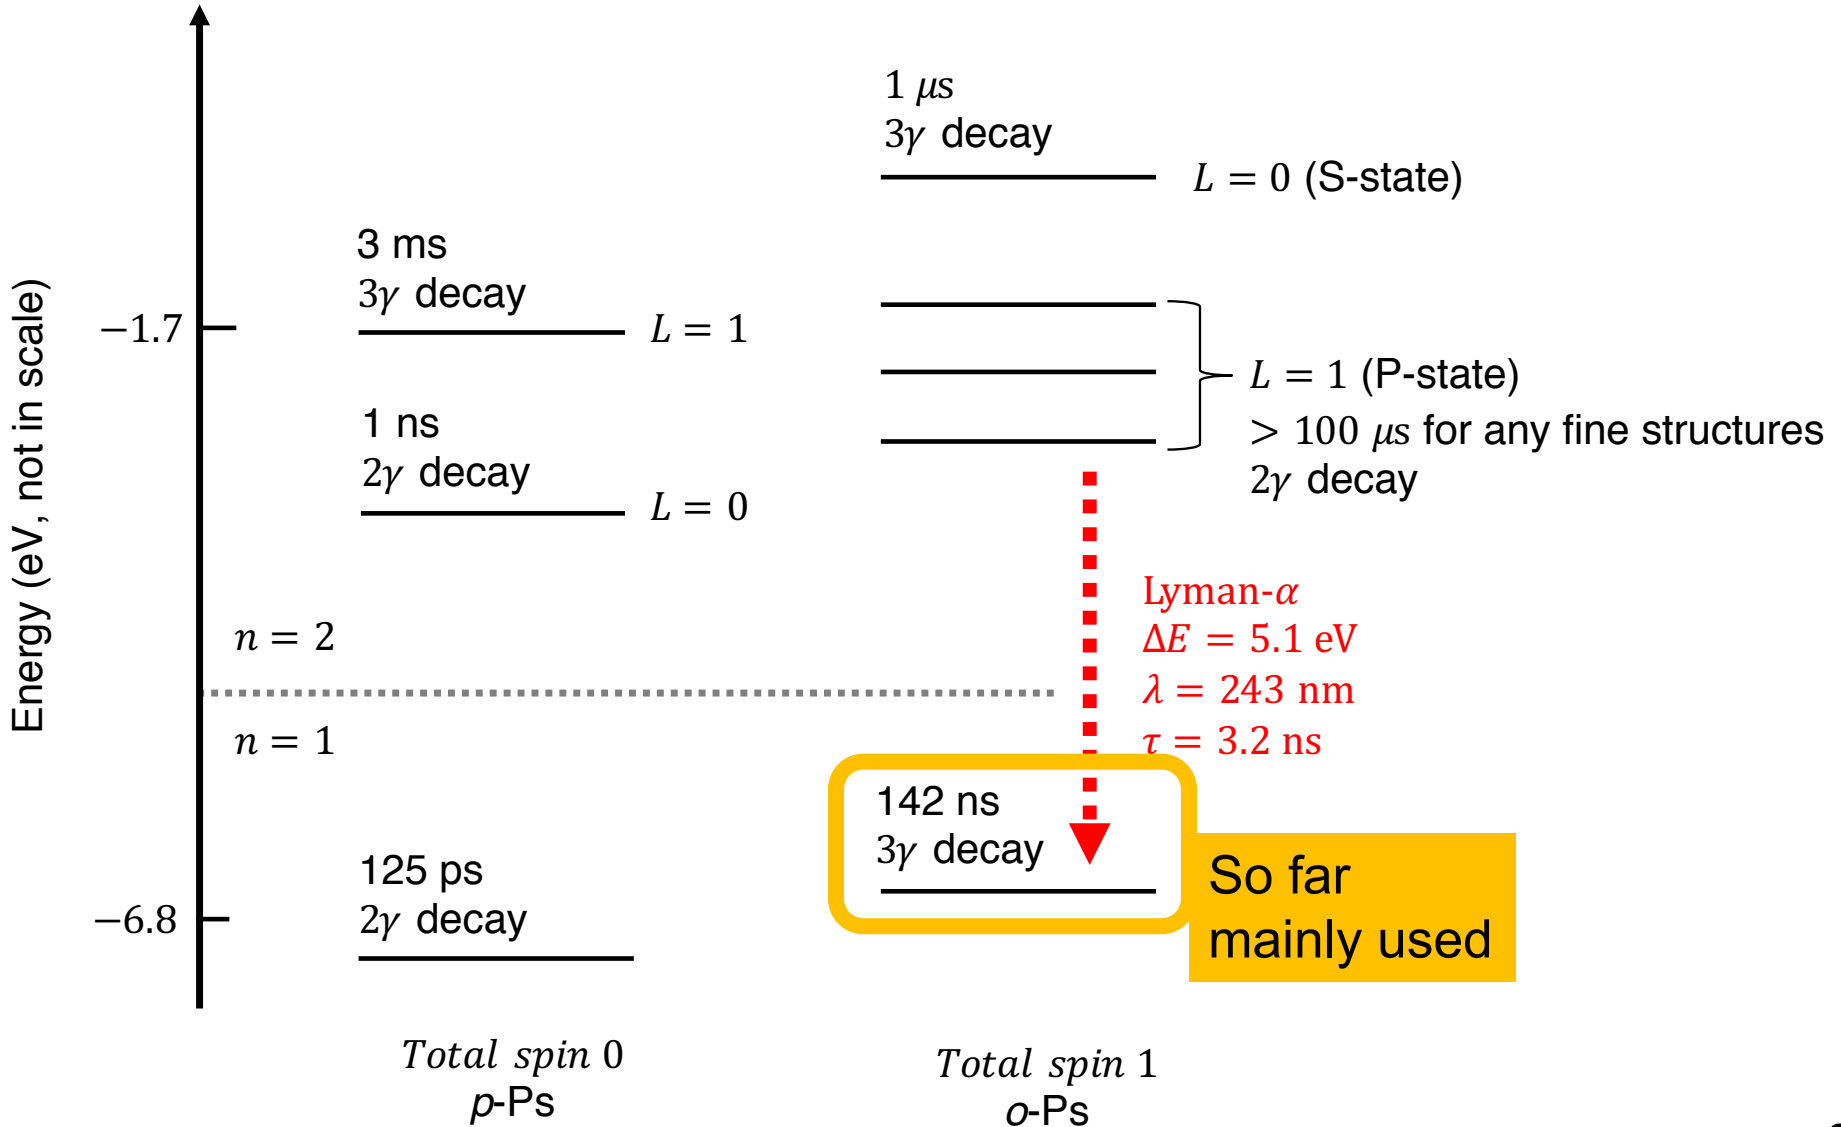 Energy (eV, not in scale)
−1.7
−6.8
n = 2
n = 1
3 ms
3γ decay
L = 1
1 ns
2γ decay
L = 0
125 ps
2γ decay
Total spin 0
p-Ps
1 μs
3γ decay
L = 0 (S-state)
L = 1 (P-state)
> 100 μs for any fine structures
2γ decay
Lyman-α
ΔE = 5.1 eV
λ = 243 nm
τ = 3.2 ns
142 ns
3γ decay
So far
mainly used
Total spin 1
o-Ps